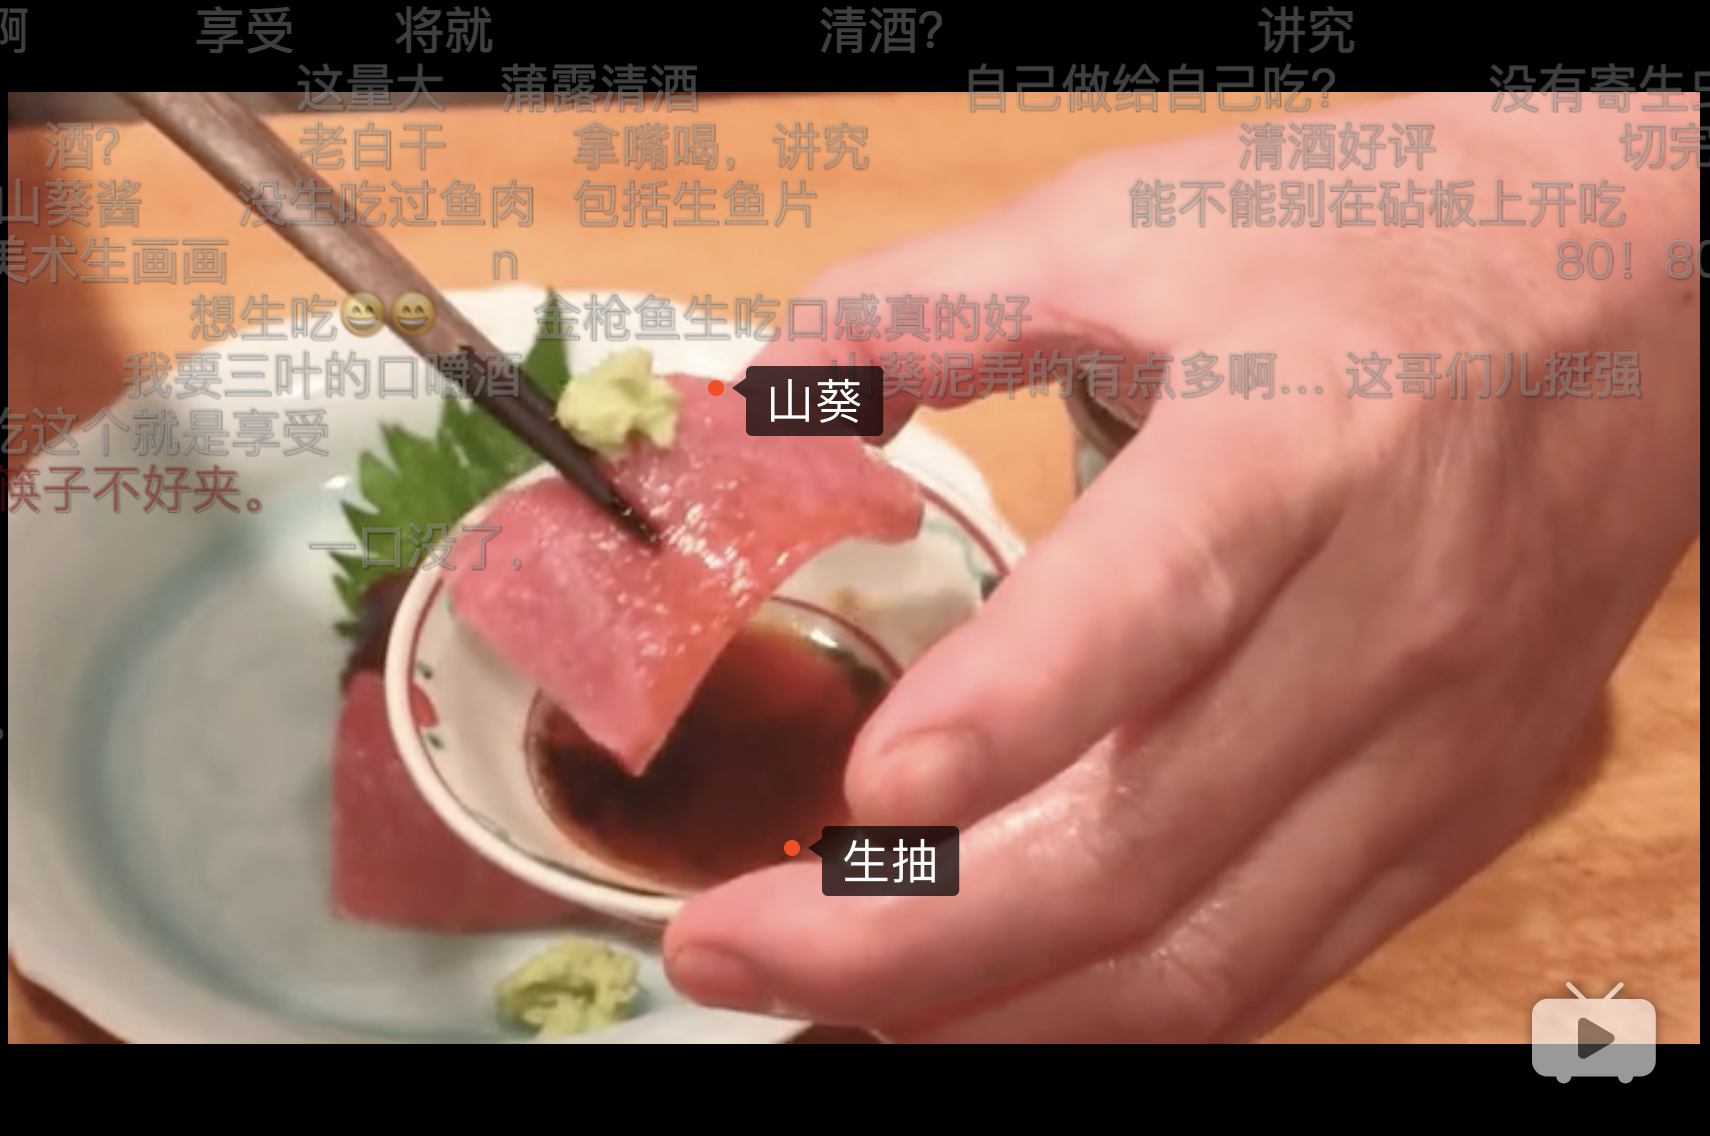 啊 享受 将就 清酒? 讲究
这量大 蒲露清酒 自己做给自己吃? 没有寄生虫
酒? 老白干 拿嘴喝，讲究 清酒好评 切完
山葵酱 没生吃过鱼肉 包括生鱼片 能不能别在砧板上开吃
美术生画画 n 80！80
想生吃😄😄 金枪鱼生吃口感真的好
我要三叶的口嚼酒 山葵泥弄的有点多啊… 这哥们儿挺强
山葵
吃这个就是享受
筷子不好夹。
一口没了，
生抽